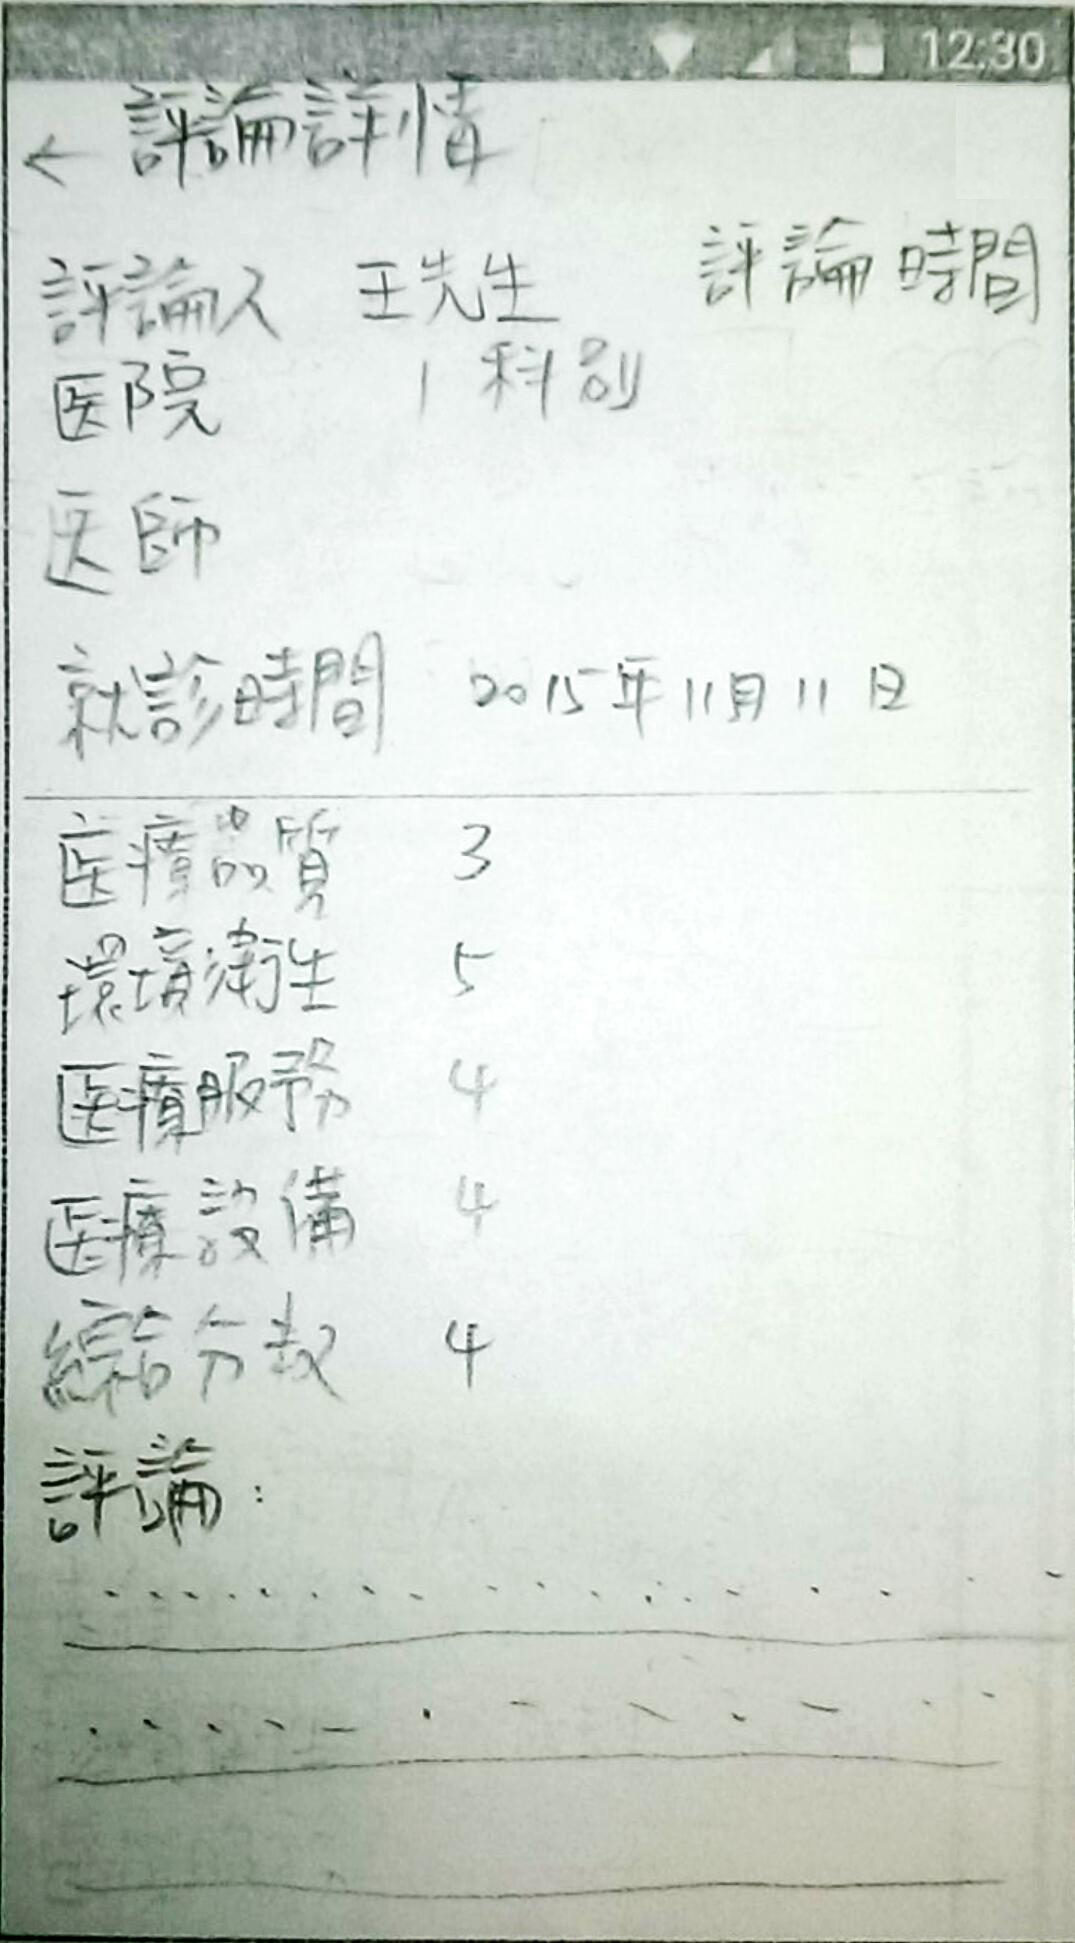 12:30
← 評論詳情
評論人 王先生 評論時間
医院 / 科別
医師
就診時間 2015年11月11日
医療品質 3
環境衛生 5
医療服務 4
医療設備 4
綜合分数 4
評論: